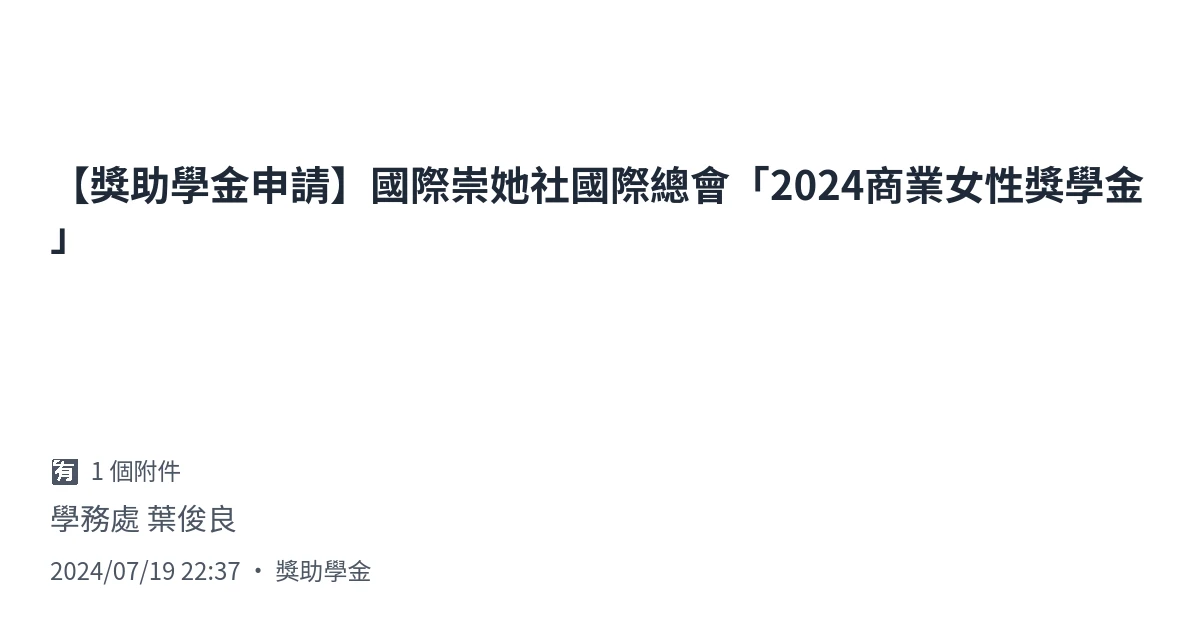 【獎助學金申請】國際崇她社國際總會「2024商業女性獎學金
」
🈶 1 個附件
學務處 葉俊良
2024/07/19 22:37 ・ 獎助學金